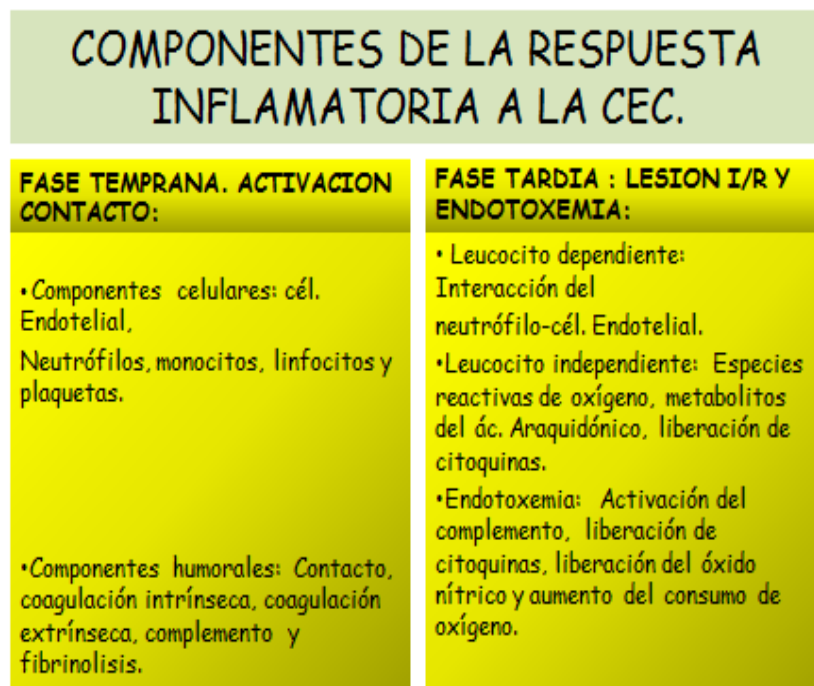 COMPONENTES DE LA RESPUESTA
INFLAMATORIA A LA CEC.
FASE TEMPRANA. ACTIVACION
CONTACTO:
•Componentes celulares: cél.
Endotelial,
Neutrófilos, monocitos, linfocitos y
plaquetas.
•Componentes humorales: Contacto,
coagulación intrínseca, coagulación
extrínseca, complemento y
fibrinolisis.
FASE TARDIA : LESION I/R Y
ENDOTOXEMIA:
• Leucocito dependiente:
Interacción del
neutrófilo-cél. Endotelial.
•Leucocito independiente: Especies
reactivas de oxígeno, metabolitos
del ác. Araquidónico, liberación de
citoquinas.
•Endotoxemia: Activación del
complemento, liberación de
citoquinas, liberación del óxido
nítrico y aumento del consumo de
oxígeno.